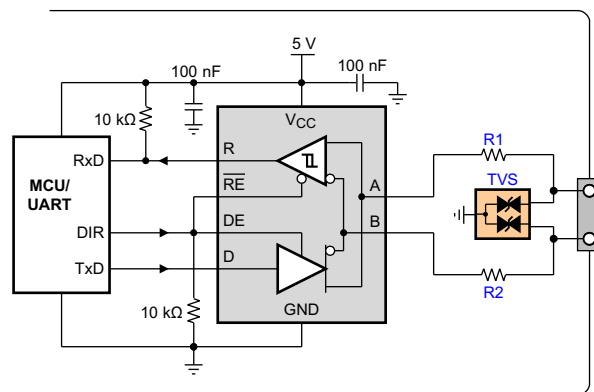 5 V
100 nF
100 nF
10 kΩ
VCC
R1
RxD
R
TVS
MCU/
UART
RE
A
DIR
DE
B
TxD
D
10 kΩ
GND
R2